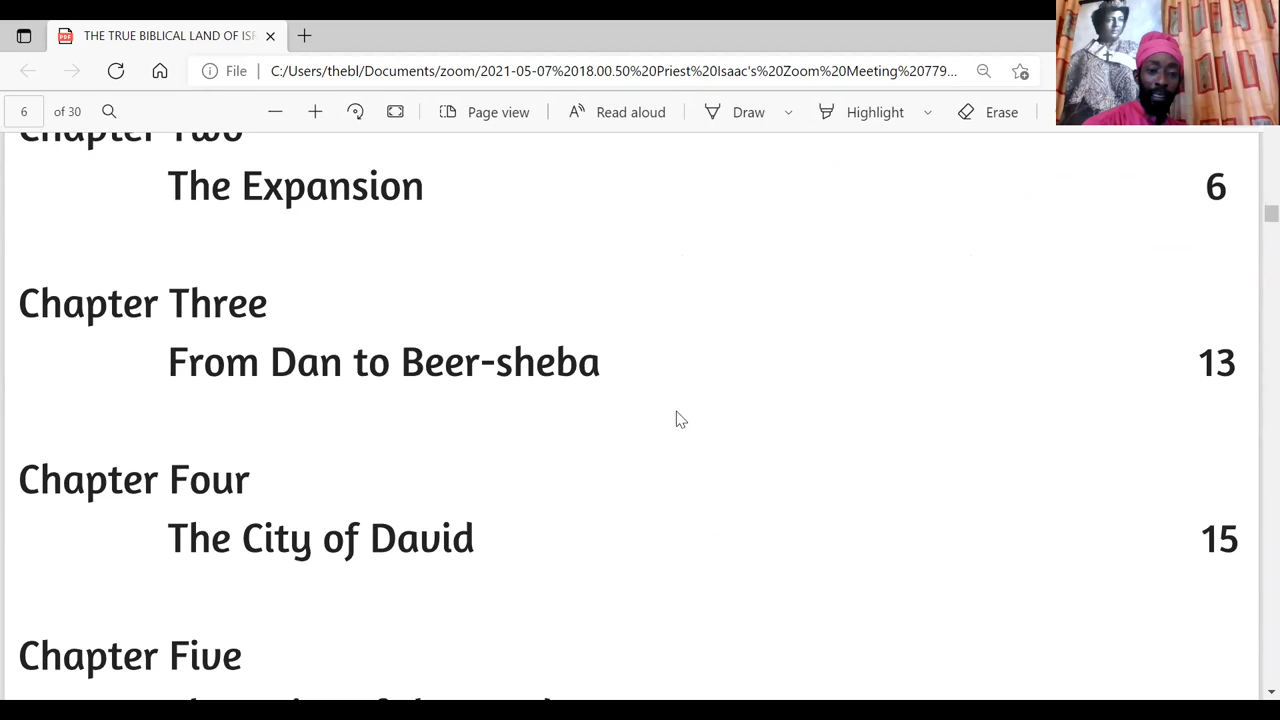 THE TRUE BIBLICAL LAND OF ISR
File
C:/Users/thebl/Documents/zoom/2021-05-07%2018.00.50%20Priest%20Isaac's%20Zoom%20Meeting%20779...
6 of 30
Page view
Read aloud
Draw
Highlight
Erase
Chapter Two
The Expansion 6
Chapter Three
From Dan to Beer-sheba 13
Chapter Four
The City of David 15
Chapter Five